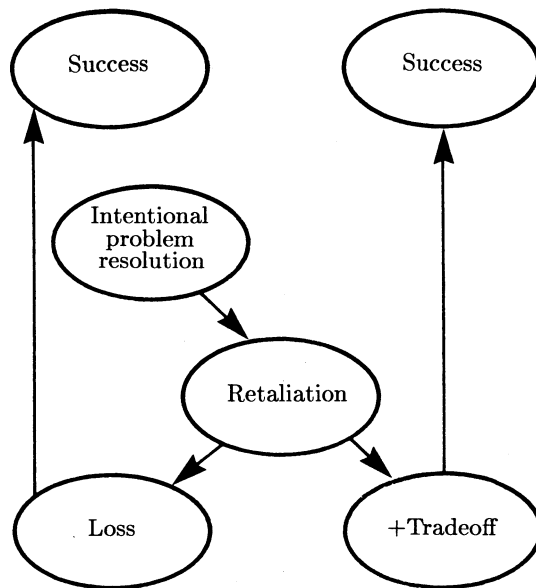 Success
Success
Intentional
problem
resolution
Retaliation
Loss
+Tradeoff